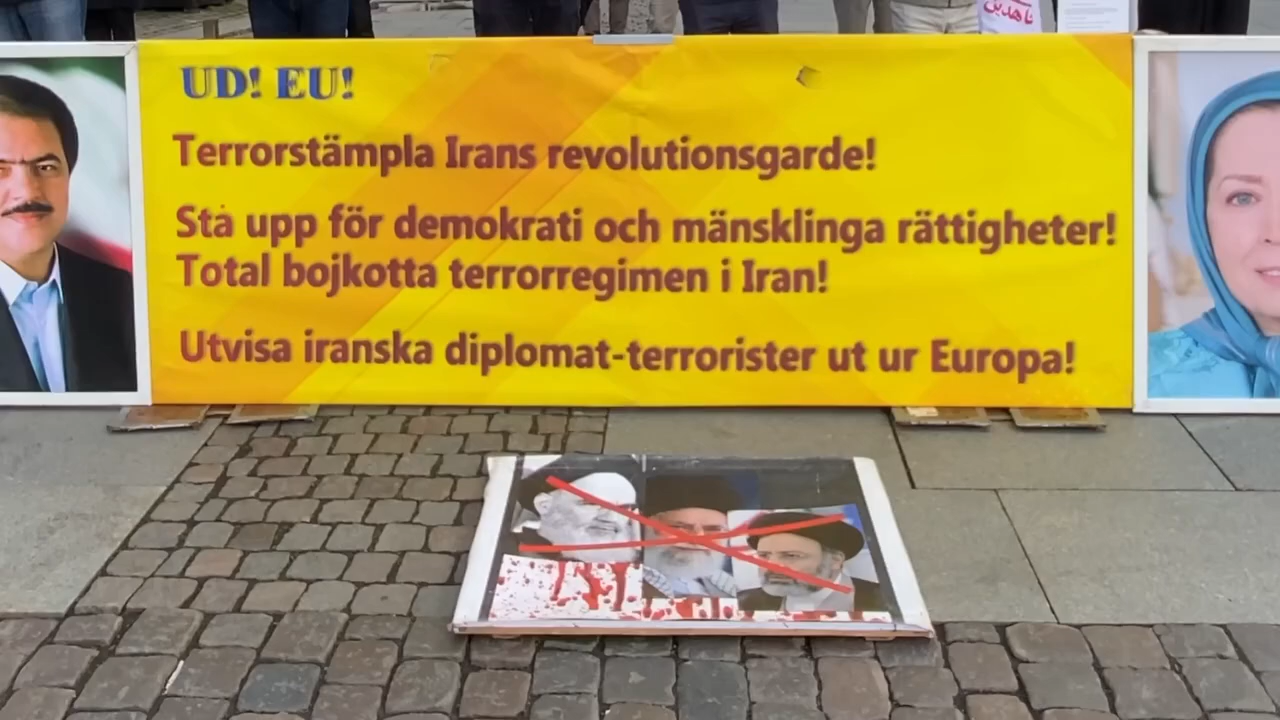 UD! EU!
Terrorstämpla Irans revolutionsgarde!
Stå upp för demokrati och mänsklinga rättigheter!
Total bojkotta terrorregimen i Iran!
Utvisa iranska diplomat-terrorister ut ur Europa!